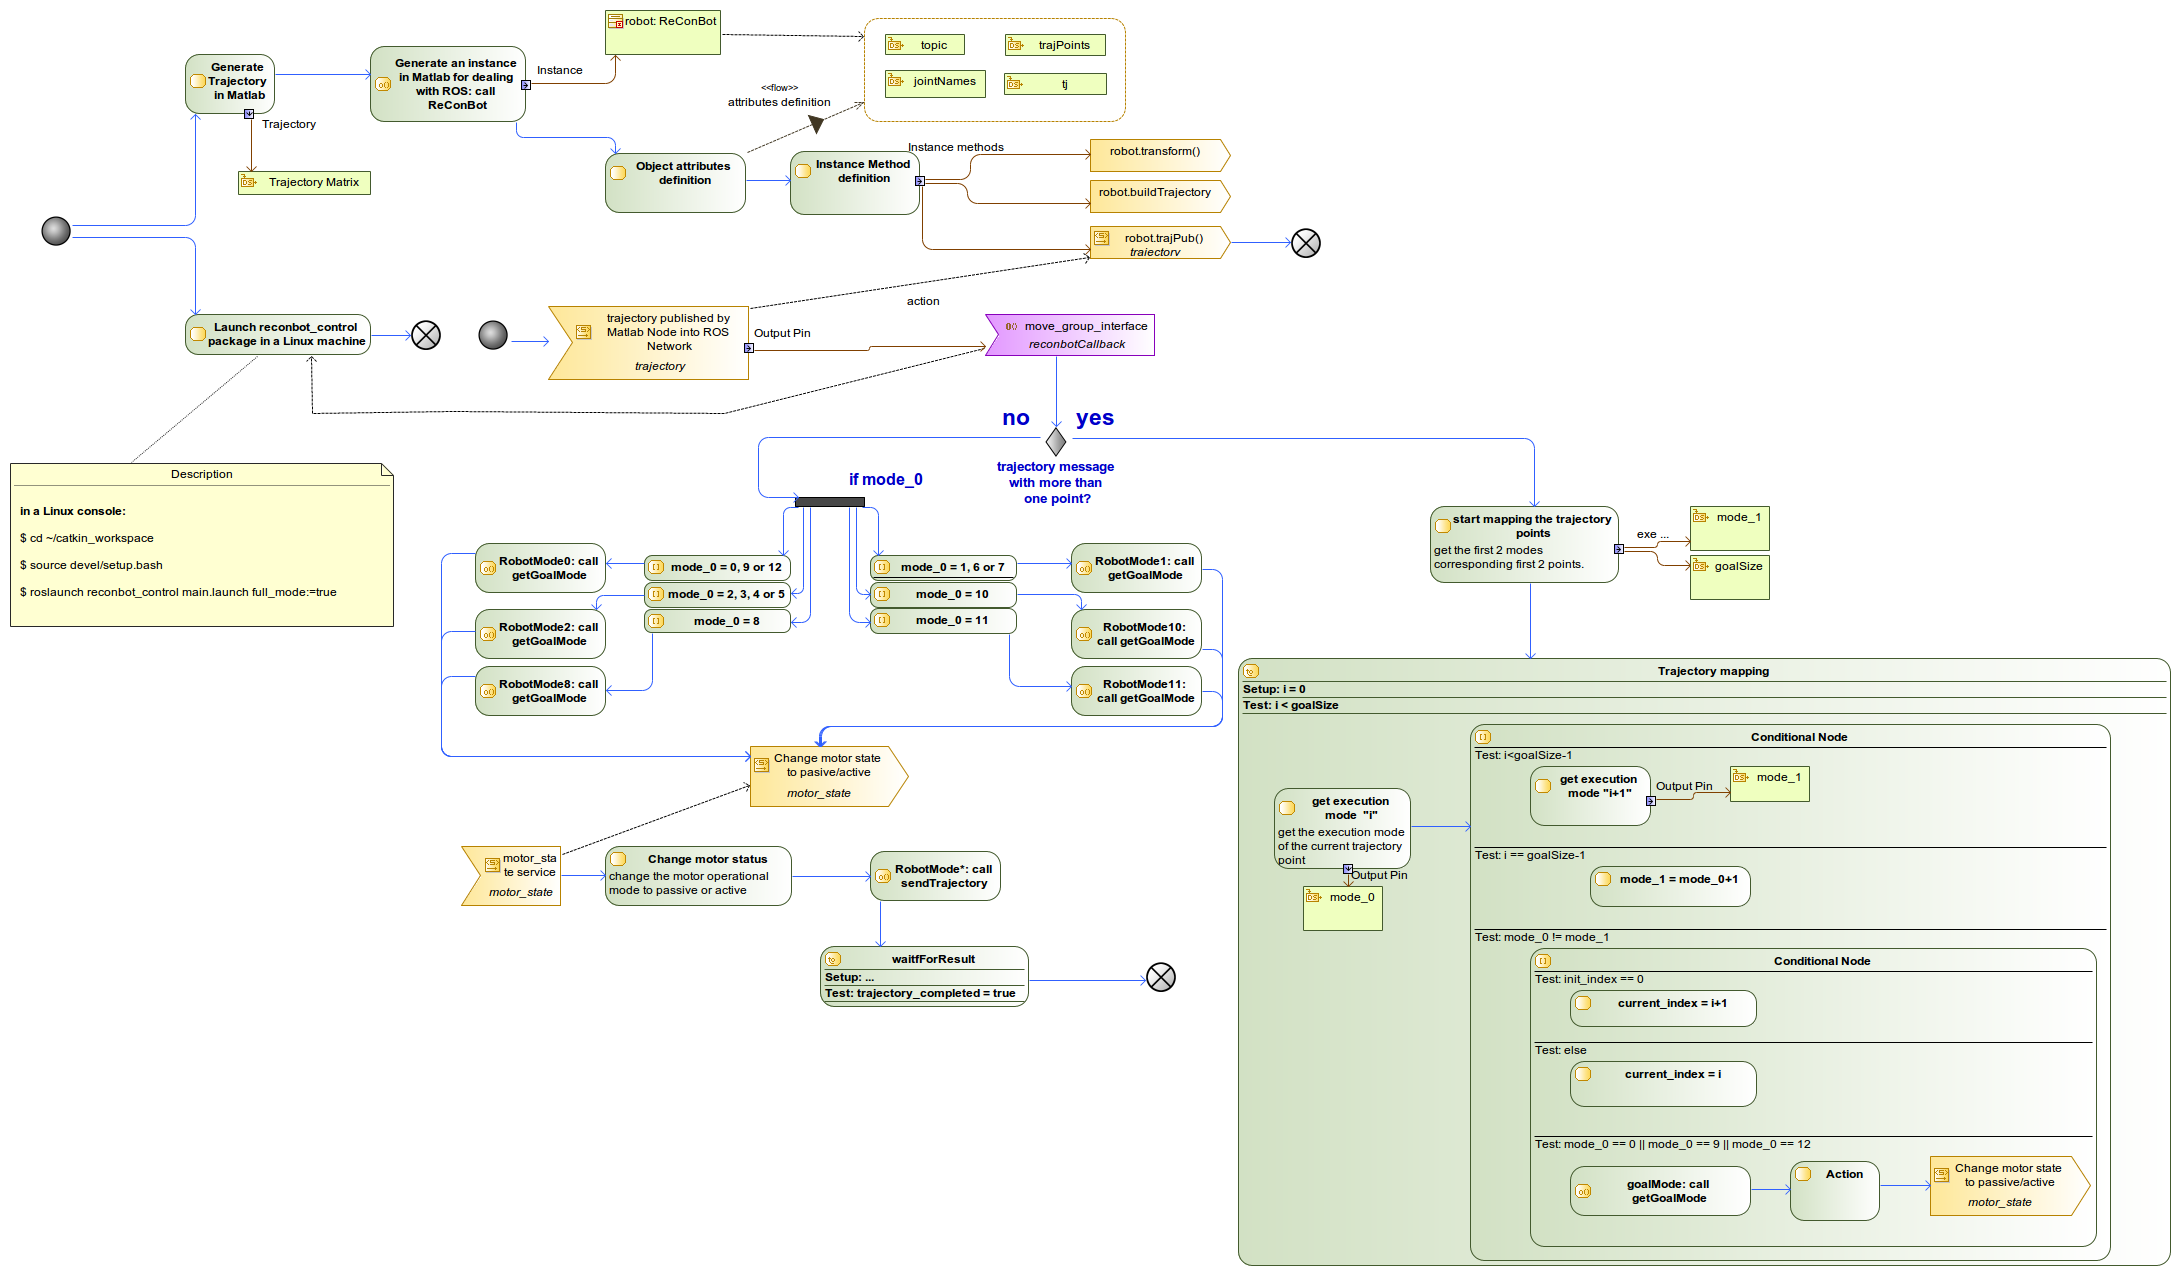 robot: ReConBot
topic
trajPoints
jointNames
tj
Generate
Trajectory
in Matlab
Generate an instance
in Matlab for dealing
with ROS: call
ReConBot
Instance
<<flow>>
attributes definition
Trajectory
Trajectory Matrix
Object attributes
definition
Instance Method
definition
Instance methods
robot.transform()
robot.buildTrajectory
robot.trajPub()
trajectory
Launch reconbot_control
package in a Linux machine
trajectory published by
Matlab Node into ROS
Network
trajectory
Output Pin
action
move_group_interface
reconbotCallback
no
yes
trajectory message
with more than
one point?
if mode_0
Description
in a Linux console:
$ cd ~/catkin_workspace
$ source devel/setup.bash
$ roslaunch reconbot_control main.launch full_mode:=true
RobotMode0: call
getGoalMode
mode_0 = 0, 9 or 12
mode_0 = 1, 6 or 7
RobotMode1: call
getGoalMode
mode_0 = 2, 3, 4 or 5
mode_0 = 10
mode_0 = 8
mode_0 = 11
RobotMode2: call
getGoalMode
RobotMode10:
call getGoalMode
RobotMode8: call
getGoalMode
RobotMode11:
call getGoalMode
start mapping the trajectory
points
get the first 2 modes
corresponding first 2 points.
exe ...
mode_1
goalSize
Change motor state
to pasive/active
motor_state
motor_sta
te service
motor_state
Change motor status
change the motor operational
mode to passive or active
RobotMode*: call
sendTrajectory
waitfForResult
Setup: ...
Test: trajectory_completed = true
Trajectory mapping
Setup: i = 0
Test: i < goalSize
get execution
mode "i"
get the execution mode
of the current trajectory
point
Output Pin
mode_0
Conditional Node
Test: i<goalSize-1
get execution
mode "i+1"
Output Pin
mode_1
Test: i == goalSize-1
mode_1 = mode_0+1
Test: mode_0 != mode_1
Conditional Node
Test: init_index == 0
current_index = i+1
Test: else
current_index = i
Test: mode_0 == 0 || mode_0 == 9 || mode_0 == 12
goalMode: call
getGoalMode
Action
Change motor state
to passive/active
motor_state